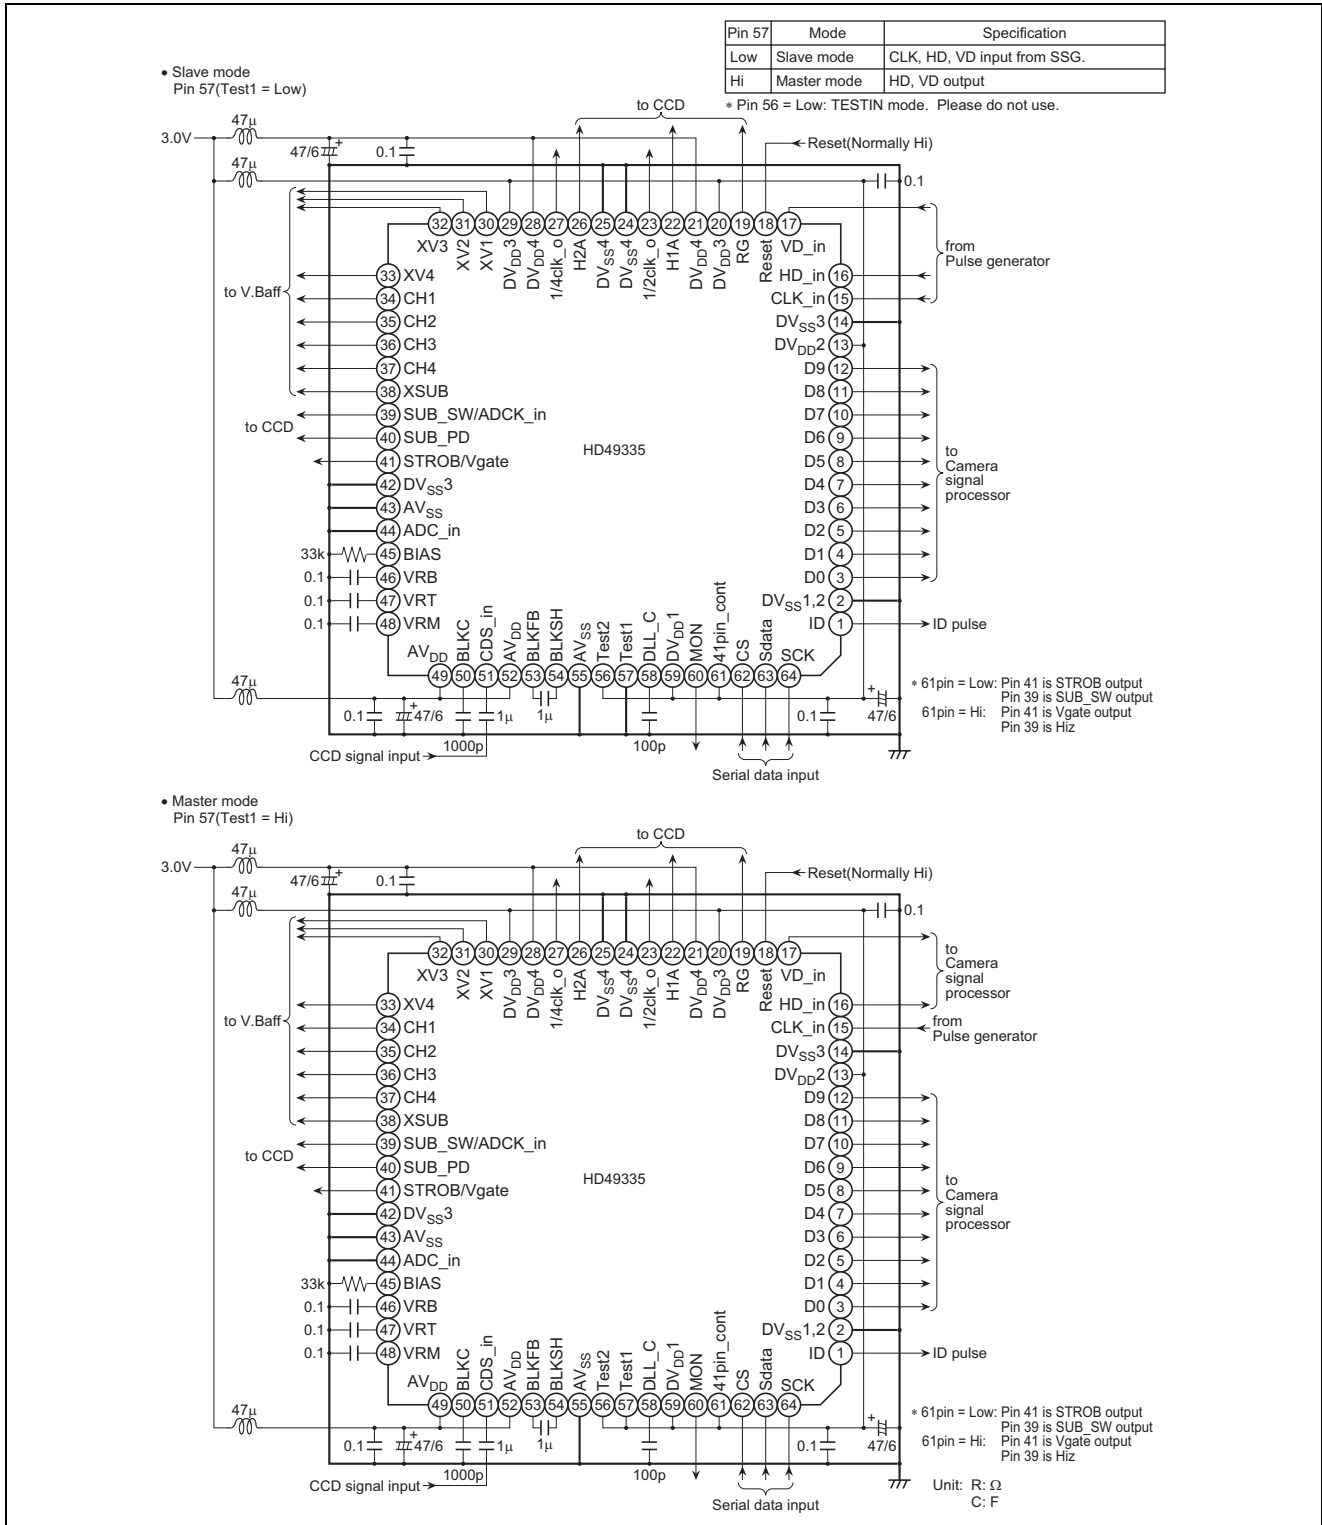 Pin 57 Mode Specification
Low Slave mode CLK, HD, VD input from SSG.
Hi Master mode HD, VD output
* Pin 56 = Low: TESTIN mode. Please do not use.
• Slave mode
Pin 57(Test1 = Low)
to CCD
47μ
3.0V
47/6
+
0.1
Reset(Normally Hi)
47μ
0.1
32 31 30 29 28 27 26 25 24 23 22 21 20 19 18 17
XV3 XV2 XV1 DVDD3 DVDD4 1/4clk_o H2A DVSS4 DVSS4 1/2clk_o H1A DVDD4 DVDD3 RG Reset VD_in
from
Pulse generator
to V.Baff
33 XV4
34 CH1
35 CH2
36 CH3
37 CH4
38 XSUB
39 SUB_SW/ADCK_in
to CCD
40 SUB_PD
41 STROB/Vgate
42 DVSS3
43 AVSS
44 ADC_in
33k 45 BIAS
0.1 46 VRB
0.1 47 VRT
0.1 48 VRM
HD49335
HD_in 16
CLK_in 15
DVSS3 14
DVDD2 13
D9 12
D8 11
D7 10
D6 9
D5 8
D4 7
D3 6
D2 5
D1 4
D0 3
DVSS1,2 2
ID 1 ID pulse
to
Camera
signal
processor
AVDD BLKC CDS_in AVDD BLKFB BLKSH AVSS Test2 Test1 DLL_C DVDD1 MON 41pin_cont CS Sdata SCK
49 50 51 52 53 54 55 56 57 58 59 60 61 62 63 64
47μ
0.1
+
47/6
1000p
1μ
1μ
100p
0.1
+
47/6
CCD signal input
Serial data input
* 61pin = Low: Pin 41 is STROB output
Pin 39 is SUB_SW output
61pin = Hi: Pin 41 is Vgate output
Pin 39 is Hiz
• Master mode
Pin 57(Test1 = Hi)
to CCD
47μ
3.0V
47/6
+
0.1
Reset(Normally Hi)
47μ
0.1
32 31 30 29 28 27 26 25 24 23 22 21 20 19 18 17
XV3 XV2 XV1 DVDD3 DVDD4 1/4clk_o H2A DVSS4 DVSS4 1/2clk_o H1A DVDD4 DVDD3 RG Reset VD_in
to
Camera
signal
processor
from
Pulse generator
to V.Baff
33 XV4
34 CH1
35 CH2
36 CH3
37 CH4
38 XSUB
39 SUB_SW/ADCK_in
to CCD
40 SUB_PD
41 STROB/Vgate
42 DVSS3
43 AVSS
44 ADC_in
33k 45 BIAS
0.1 46 VRB
0.1 47 VRT
0.1 48 VRM
HD49335
HD_in 16
CLK_in 15
DVSS3 14
DVDD2 13
D9 12
D8 11
D7 10
D6 9
D5 8
D4 7
D3 6
D2 5
D1 4
D0 3
DVSS1,2 2
ID 1 ID pulse
to
Camera
signal
processor
AVDD BLKC CDS_in AVDD BLKFB BLKSH AVSS Test2 Test1 DLL_C DVDD1 MON 41pin_cont CS Sdata SCK
49 50 51 52 53 54 55 56 57 58 59 60 61 62 63 64
47μ
0.1
+
47/6
1000p
1μ
1μ
100p
0.1
+
47/6
CCD signal input
Serial data input
* 61pin = Low: Pin 41 is STROB output
Pin 39 is SUB_SW output
61pin = Hi: Pin 41 is Vgate output
Pin 39 is Hiz
Unit: R: Ω
C: F